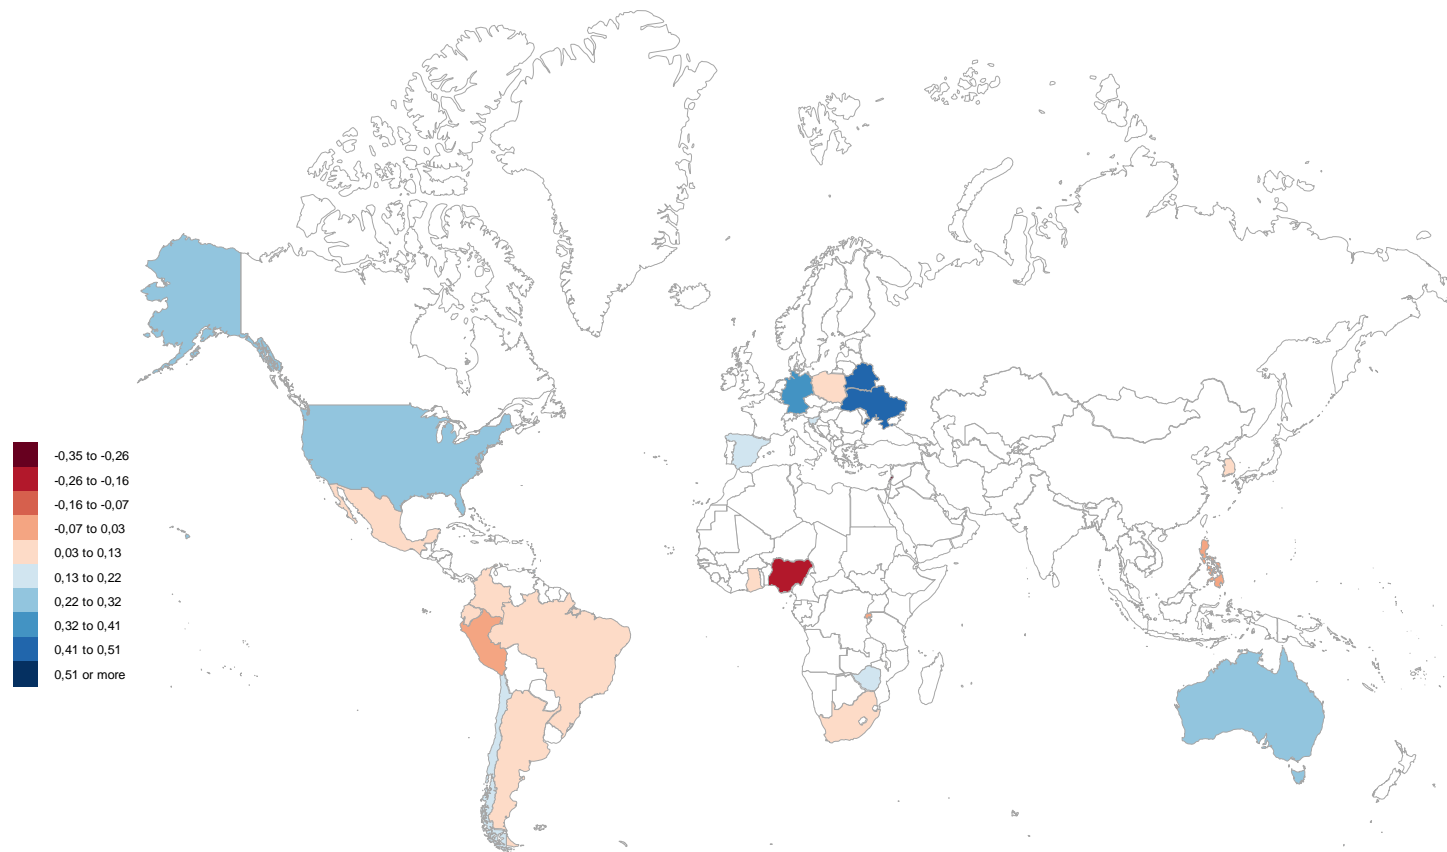 -0,35 to -0,26
-0,26 to -0,16
-0,16 to -0,07
-0,07 to 0,03
0,03 to 0,13
0,13 to 0,22
0,22 to 0,32
0,32 to 0,41
0,41 to 0,51
0,51 or more